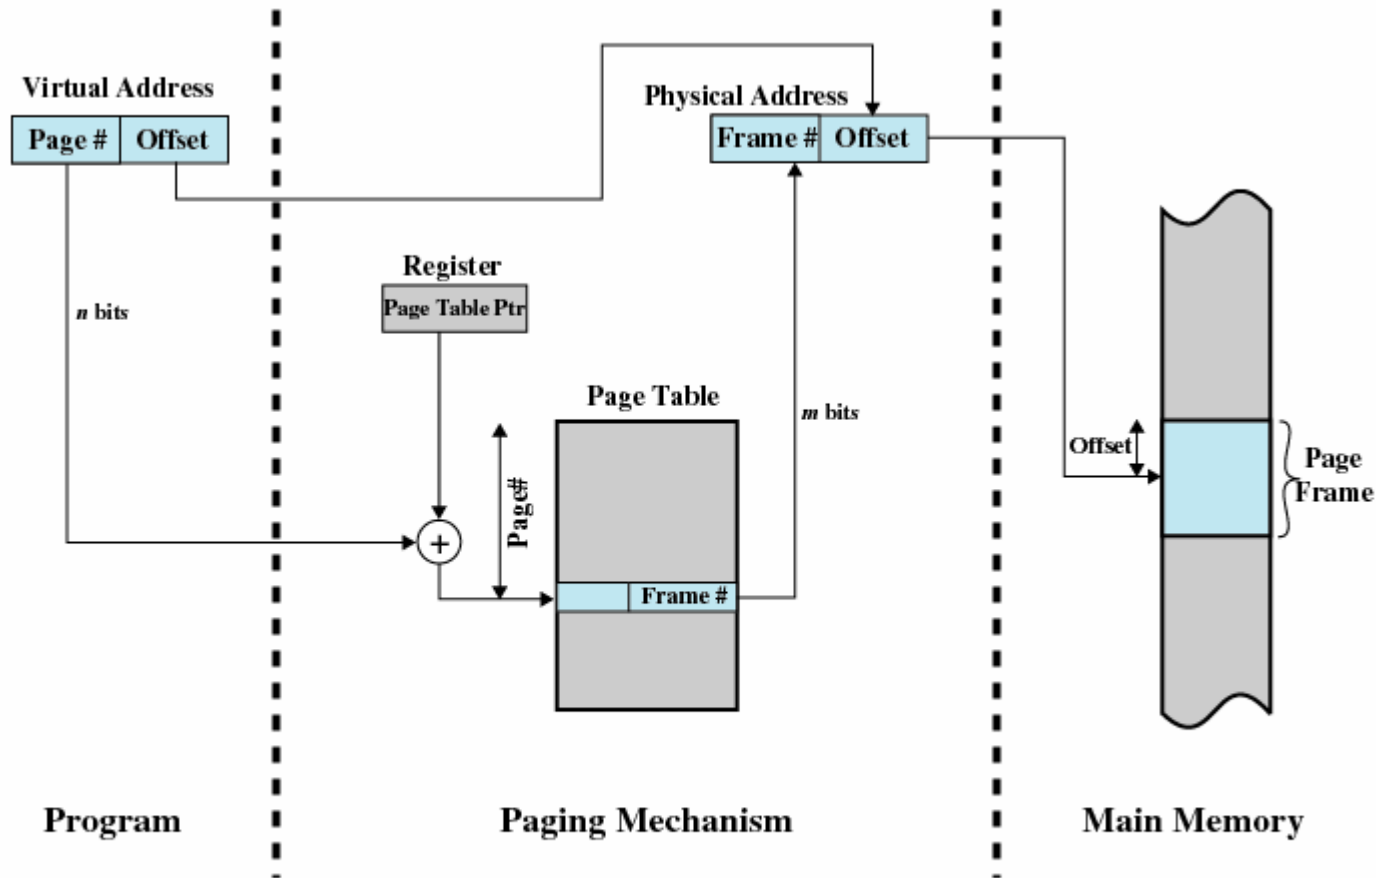 Virtual Address
Page #
Offset
Physical Address
Frame #
Offset
n bits
Register
Page Table Ptr
+
Page#
Page Table
Frame #
m bits
Offset
Page
Frame
Program
Paging Mechanism
Main Memory